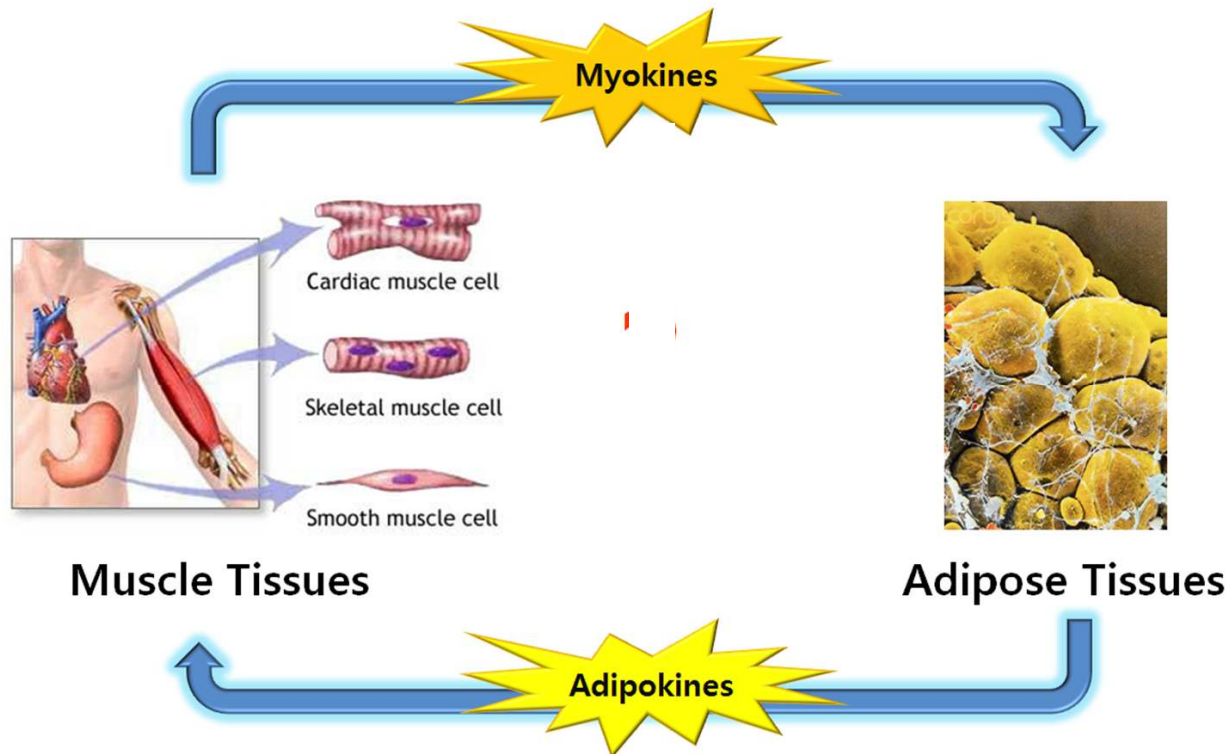 Myokines
Cardiac muscle cell
Skeletal muscle cell
Smooth muscle cell
Muscle Tissues
Adipose Tissues
Adipokines